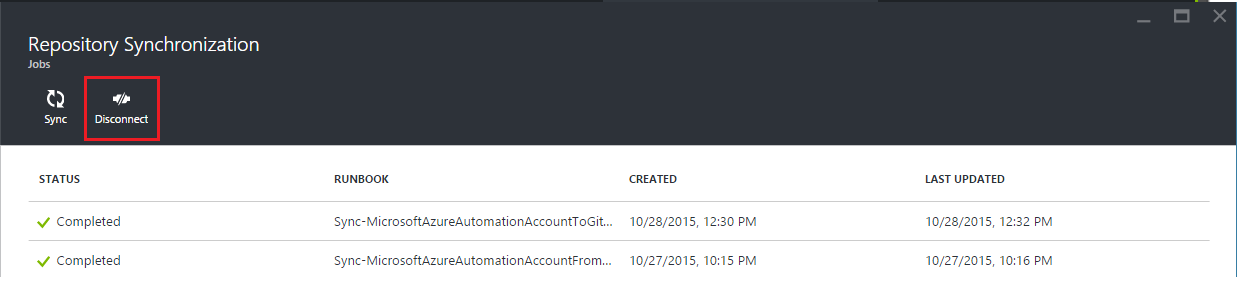 Repository Synchronization
Jobs
Sync Disconnect
STATUS RUNBOOK CREATED LAST UPDATED
Completed Sync-MicrosoftAzureAutomationAccountToGit... 10/28/2015, 12:30 PM 10/28/2015, 12:32 PM
Completed Sync-MicrosoftAzureAutomationAccountFrom... 10/27/2015, 10:15 PM 10/27/2015, 10:16 PM